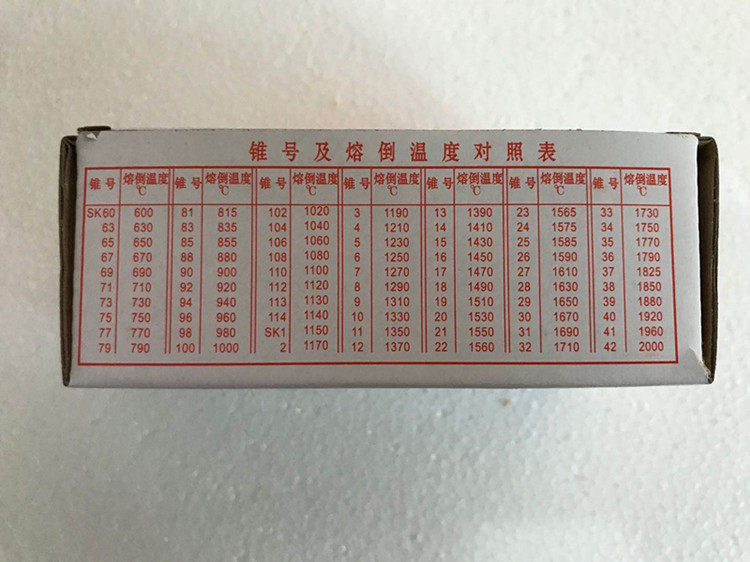 锥号及熔倒温度对照表
锥号 熔倒温度℃ 锥号 熔倒温度℃ 锥号 熔倒温度℃ 锥号 熔倒温度℃ 锥号 熔倒温度℃ 锥号 熔倒温度℃ 锥号 熔倒温度℃
SK60 600 81 815 102 1020 3 1190 13 1390 23 1565 33 1730
63 630 83 835 104 1040 4 1210 14 1410 24 1575 34 1750
65 650 85 855 106 1060 5 1230 15 1430 25 1585 35 1770
67 670 88 880 108 1080 6 1250 16 1450 26 1590 36 1790
69 690 90 900 110 1100 7 1270 17 1470 27 1610 37 1825
71 710 92 920 112 1120 8 1290 18 1490 28 1630 38 1850
73 730 94 940 113 1130 9 1310 19 1510 29 1650 39 1880
75 750 96 960 114 1140 10 1330 20 1530 30 1670 40 1920
77 770 98 980 SK1 1150 11 1350 21 1550 31 1690 41 1960
79 790 100 1000 2 1170 12 1370 22 1560 32 1710 42 2000